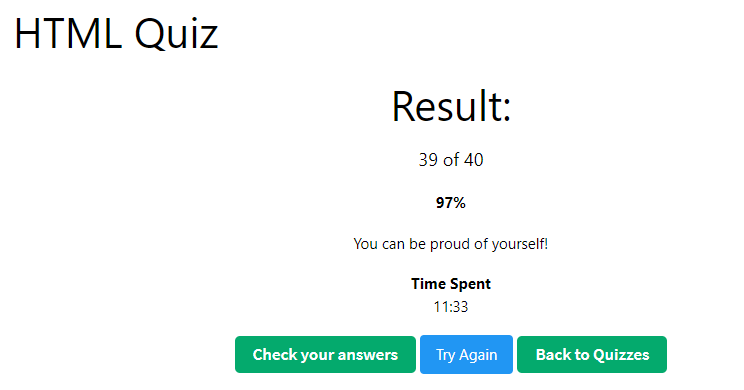 HTML Quiz
Result:
39 of 40
97%
You can be proud of yourself!
Time Spent
11:33
Check your answers Try Again Back to Quizzes